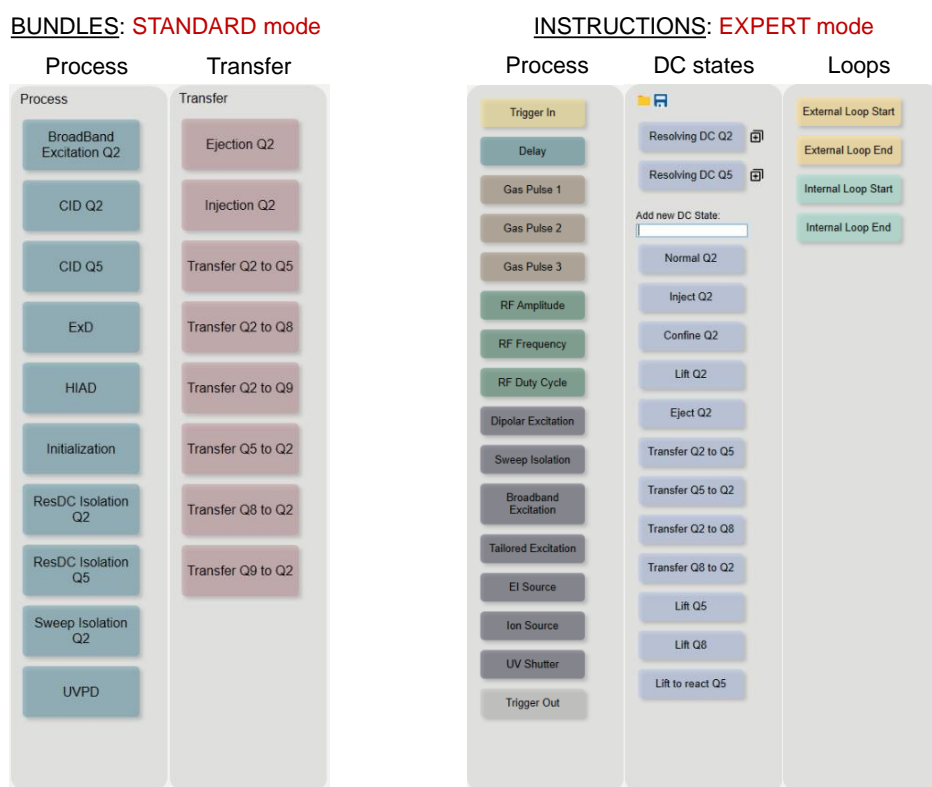 BUNDLES: STANDARD mode
Process
Transfer
Process
BroadBand
Excitation Q2
CID Q2
CID Q5
ExD
HIAD
Initialization
ResDC Isolation
Q2
ResDC Isolation
Q5
Sweep Isolation
Q2
UVPD
Transfer
Ejection Q2
Injection Q2
Transfer Q2 to Q5
Transfer Q2 to Q8
Transfer Q2 to Q9
Transfer Q5 to Q2
Transfer Q8 to Q2
Transfer Q9 to Q2
INSTRUCTIONS: EXPERT mode
Process
DC states
Loops
Trigger In
Delay
Gas Pulse 1
Gas Pulse 2
Gas Pulse 3
RF Amplitude
RF Frequency
RF Duty Cycle
Dipolar Excitation
Sweep Isolation
Broadband
Excitation
Tailored Excitation
EI Source
Ion Source
UV Shutter
Trigger Out
Resolving DC Q2
Resolving DC Q5
Add new DC State:
Normal Q2
Inject Q2
Confine Q2
Lift Q2
Eject Q2
Transfer Q2 to Q5
Transfer Q5 to Q2
Transfer Q2 to Q8
Transfer Q8 to Q2
Lift Q5
Lift Q8
Lift to react Q5
External Loop Start
External Loop End
Internal Loop Start
Internal Loop End